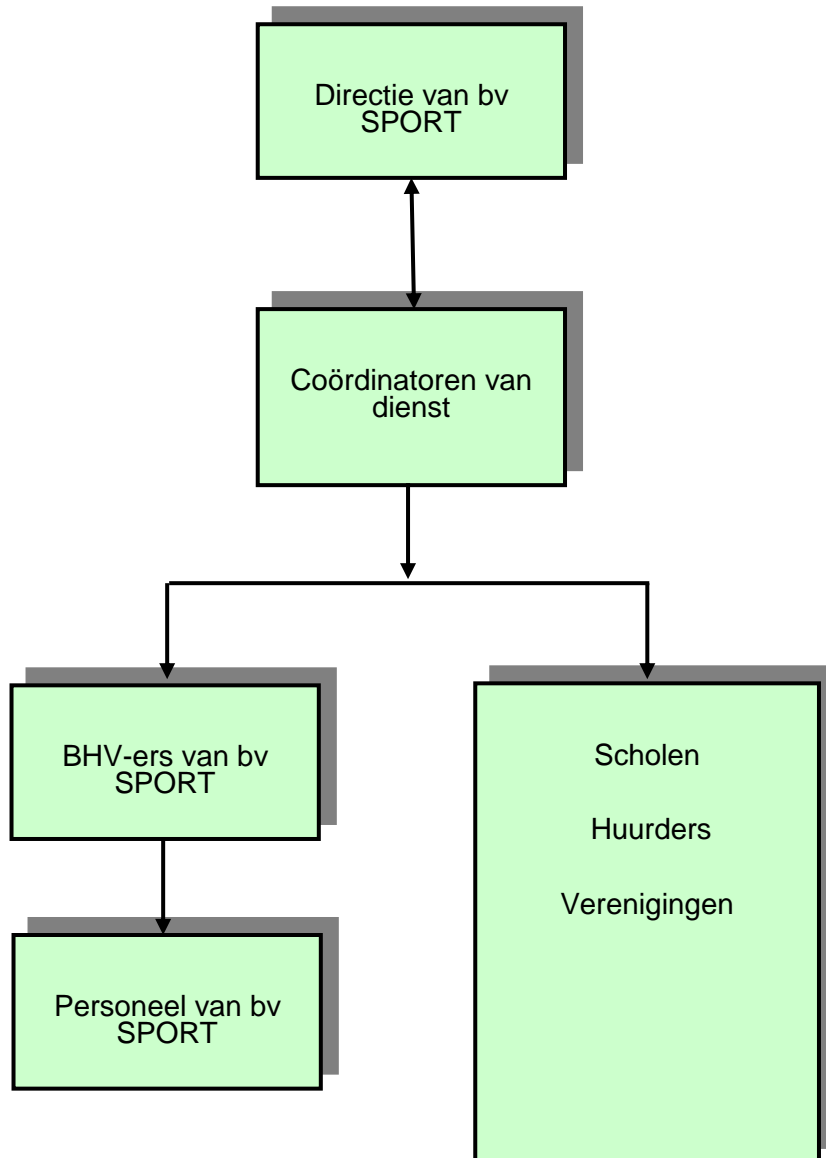 Directie van bv
SPORT
Coördinatoren van
dienst
BHV-ers van bv
SPORT
Scholen
Huurders
Verenigingen
Personeel van bv
SPORT